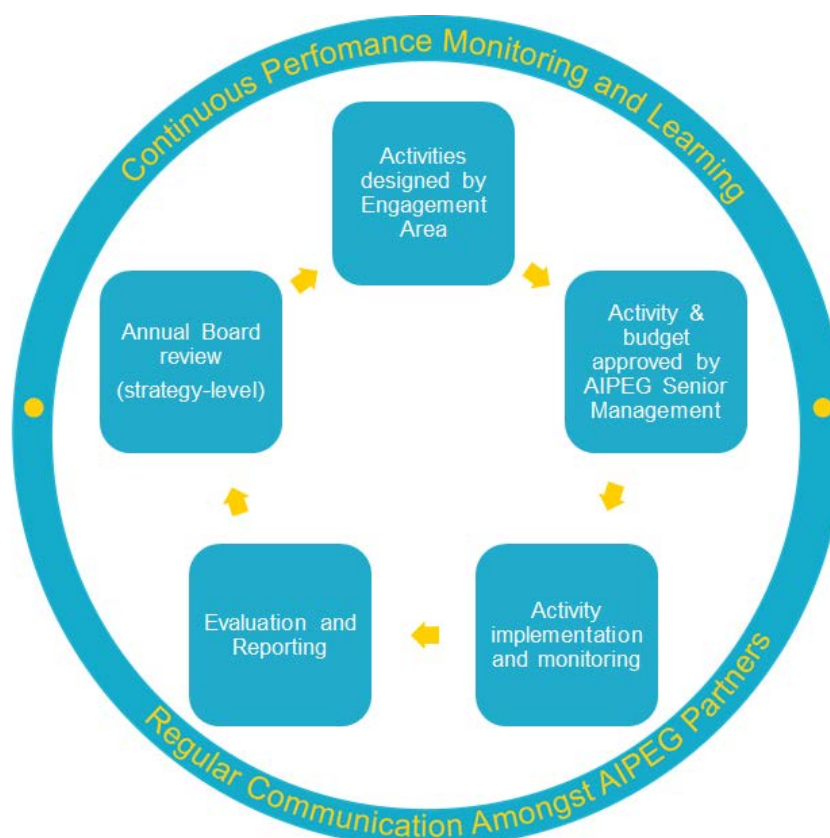 Continuous Perfomance Monitoring and Learning
Activities
designed by
Engagement
Area
Activity &
budget
approved by
AIPEG Senior
Management
Activity
implementation
and monitoring
Evaluation and
Reporting
Annual Board
review
(strategy-level)
Regular Communication Amongst AIPEG Partners